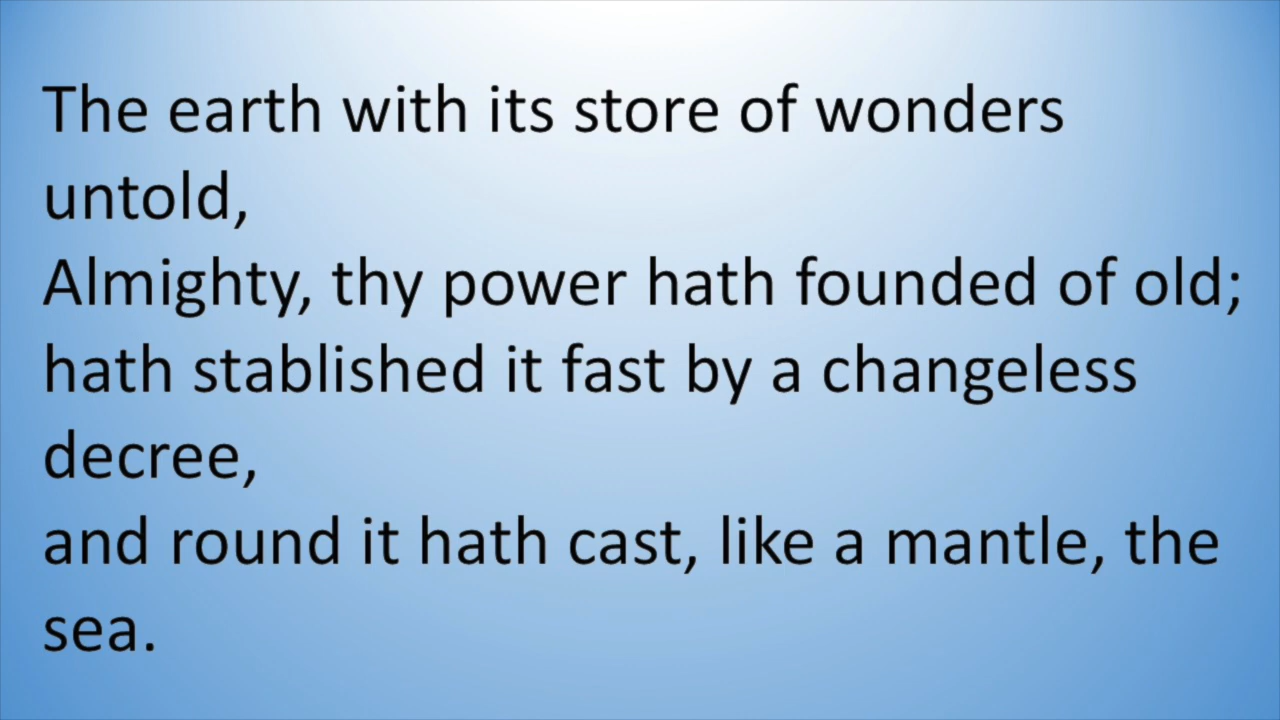 The earth with its store of wonders
untold,
Almighty, thy power hath founded of old;
hath stablished it fast by a changeless
decree,
and round it hath cast, like a mantle, the
sea.